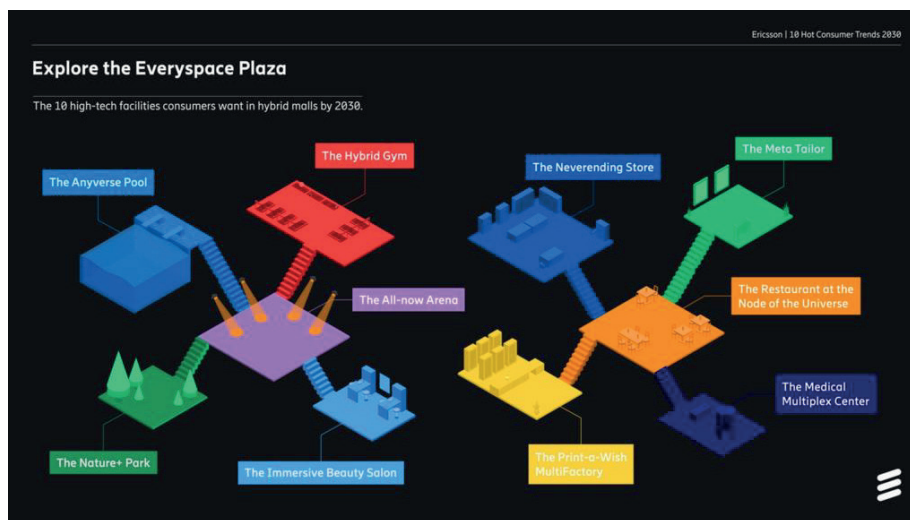 Ericsson | 10 Hot Consumer Trends 2030
Explore the Everyspace Plaza
The 10 high-tech facilities consumers want in hybrid malls by 2030.
The Hybrid Gym
The Meta Tailor
The Neverending Store
The Anyverse Pool
The All-now Arena
The Restaurant at the
Node of the Universe
The Medical
Multiplex Center
The Nature+ Park
The Immersive Beauty Salon
The Print-a-Wish
MultiFactory